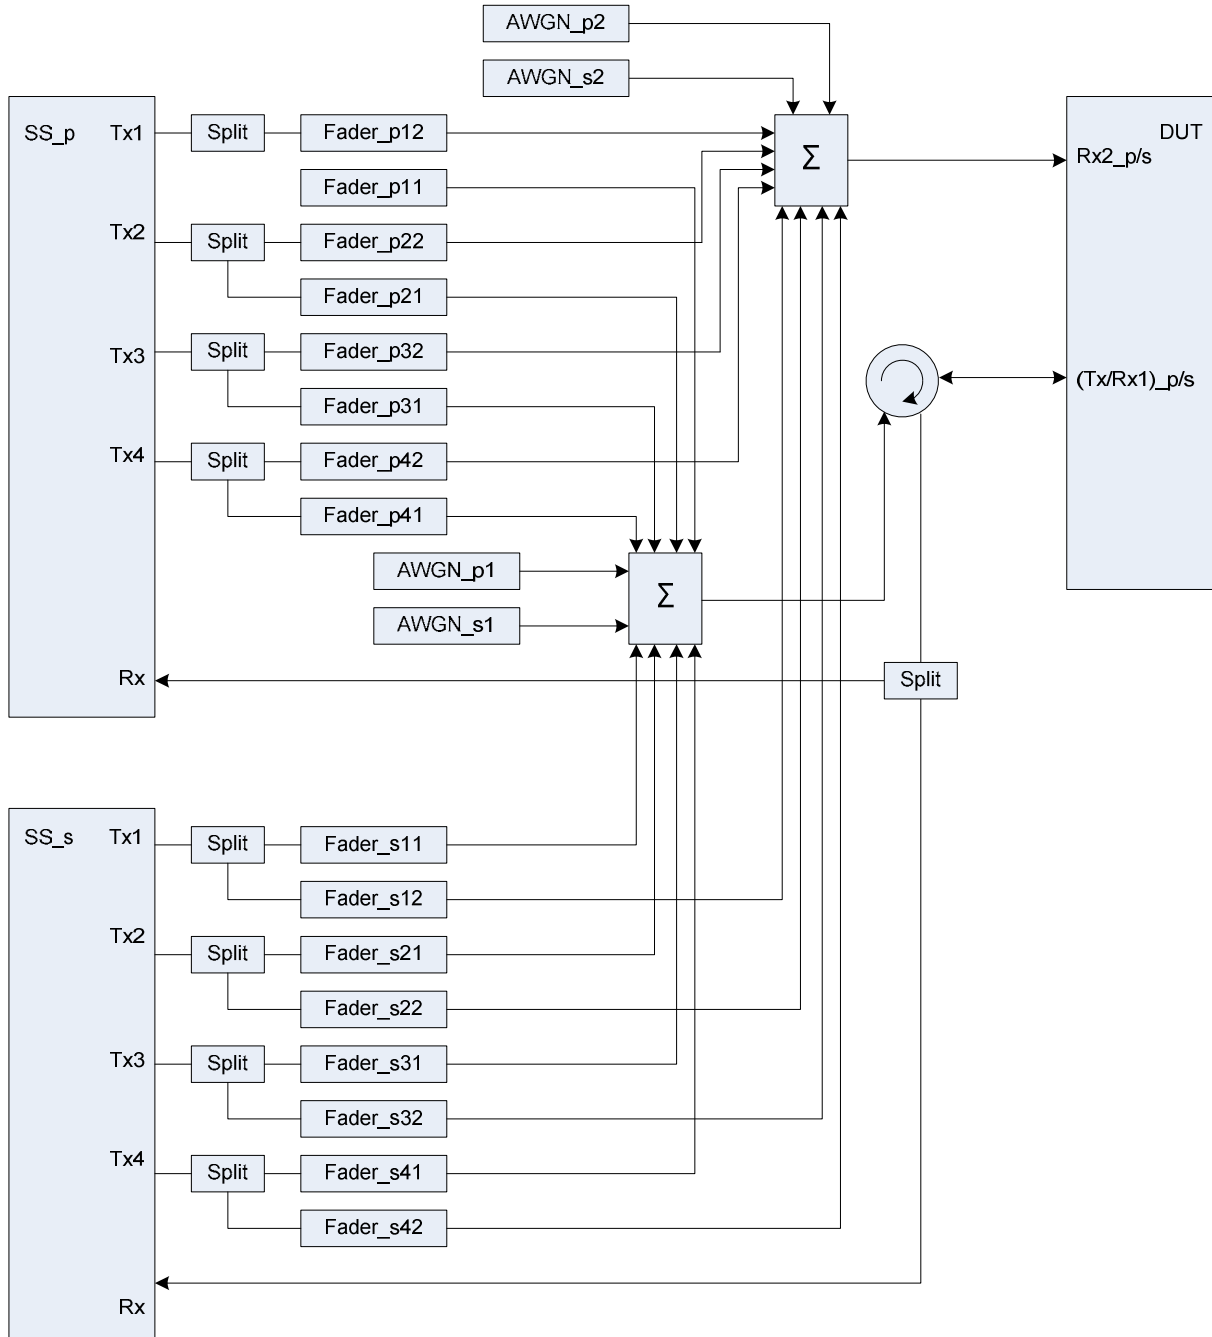 AWGN_p2
AWGN_s2
SS_p
Tx1
Split
Fader_p12
Σ
DUT
Rx2_p/s
Fader_p11
Tx2
Split
Fader_p22
Fader_p21
Tx3
Split
Fader_p32
(Tx/Rx1)_p/s
Fader_p31
Tx4
Split
Fader_p42
Fader_p41
AWGN_p1
Σ
AWGN_s1
Rx
Split
SS_s
Tx1
Split
Fader_s11
Fader_s12
Tx2
Split
Fader_s21
Fader_s22
Tx3
Split
Fader_s31
Fader_s32
Tx4
Split
Fader_s41
Fader_s42
Rx